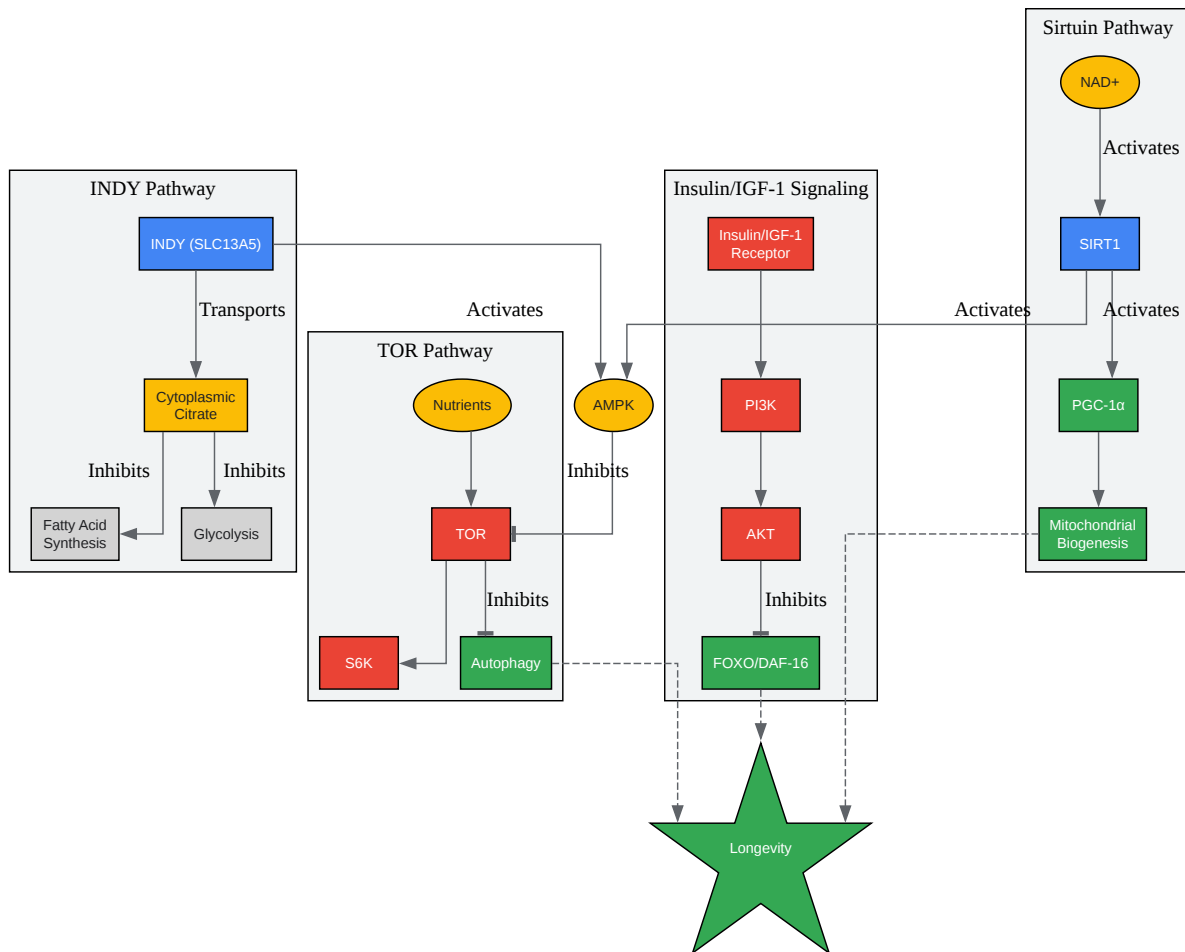 Sirtuin Pathway
NAD+
Activates
INDY Pathway
Insulin/IGF-1 Signaling
INDY (SLC13A5)
Insulin/IGF-1
Receptor
SIRT1
Transports
Activates
Activates
Activates
TOR Pathway
Cytoplasmic
Citrate
Nutrients
AMPK
PI3K
PGC-1α
Inhibits
Inhibits
Inhibits
Fatty Acid
Synthesis
Glycolysis
TOR
AKT
Mitochondrial
Biogenesis
Inhibits
Inhibits
S6K
Autophagy
FOXO/DAF-16
Longevity